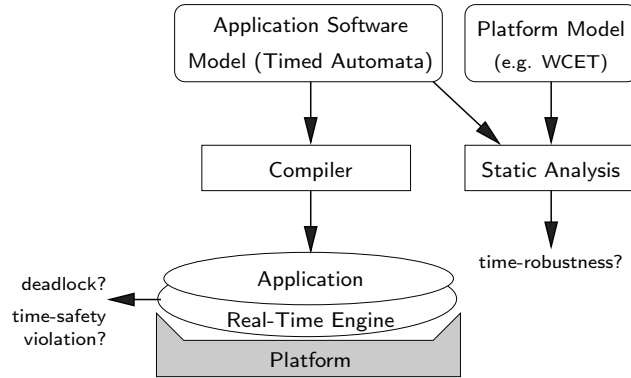 Application Software
Model (Timed Automata)
Platform Model
(e.g. WCET)
Compiler
Static Analysis
time-robustness?
Application
Real-Time Engine
Platform
deadlock?
time-safety
violation?